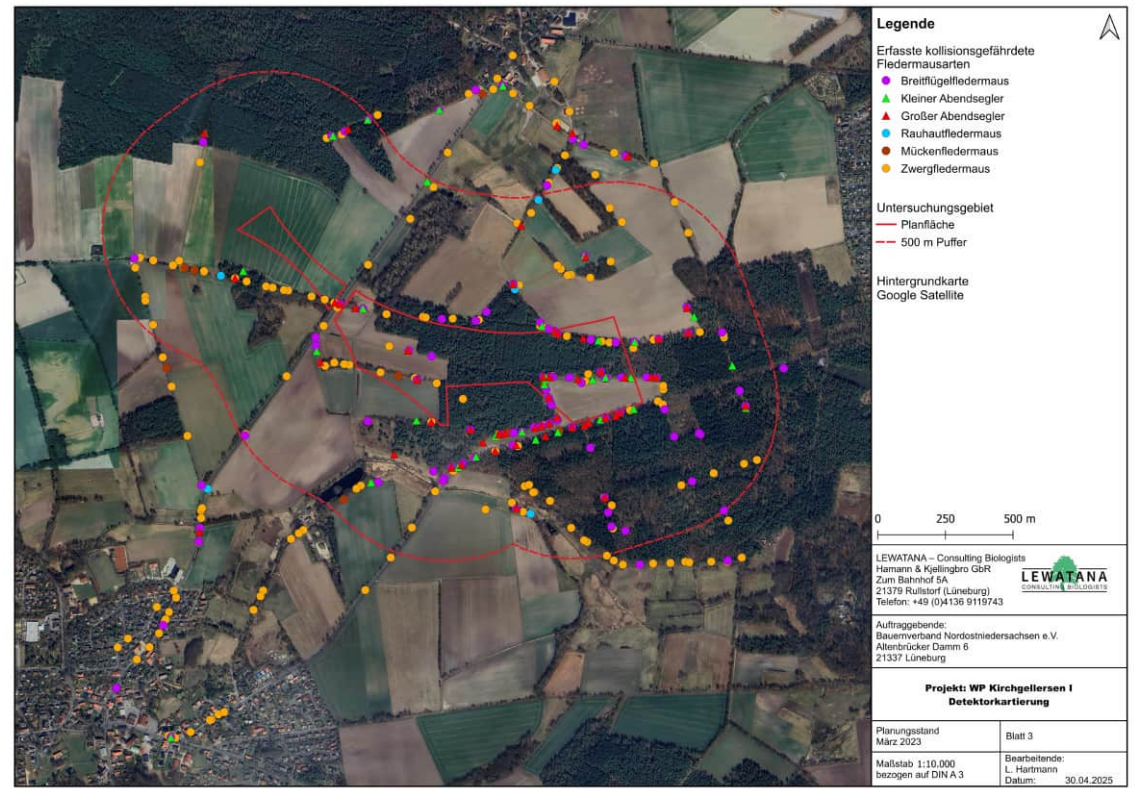 Legende
Erfasste kollisionsgefährdete
Fledermausarten
Breitflügelfledermaus
Kleiner Abendsegler
Großer Abendsegler
Rauhautfledermaus
Mückenfledermaus
Zwergfledermaus
Untersuchungsgebiet
Planfläche
500 m Puffer
Hintergrundkarte
Google Satellite
0 250 500 m
LEWATANA – Consulting Biologists
Hamann & Kjellingbro GbR
Zum Bahnhof 5A
21379 Rullstorf (Lüneburg)
Telefon: +49 (0)4136 9119743
LEWATANA
CONSULTING BIOLOGISTS
Auftraggebende:
Bauernverband Nordostniedersachsen e.V.
Altenbrücker Damm 6
21337 Lüneburg
Projekt: WP Kirchgellersen I
Detektorkartierung
Planungsstand
März 2023
Blatt 3
Maßstab 1:10.000
bezogen auf DIN A 3
Bearbeitende:
L. Hartmann
Datum: 30.04.2025